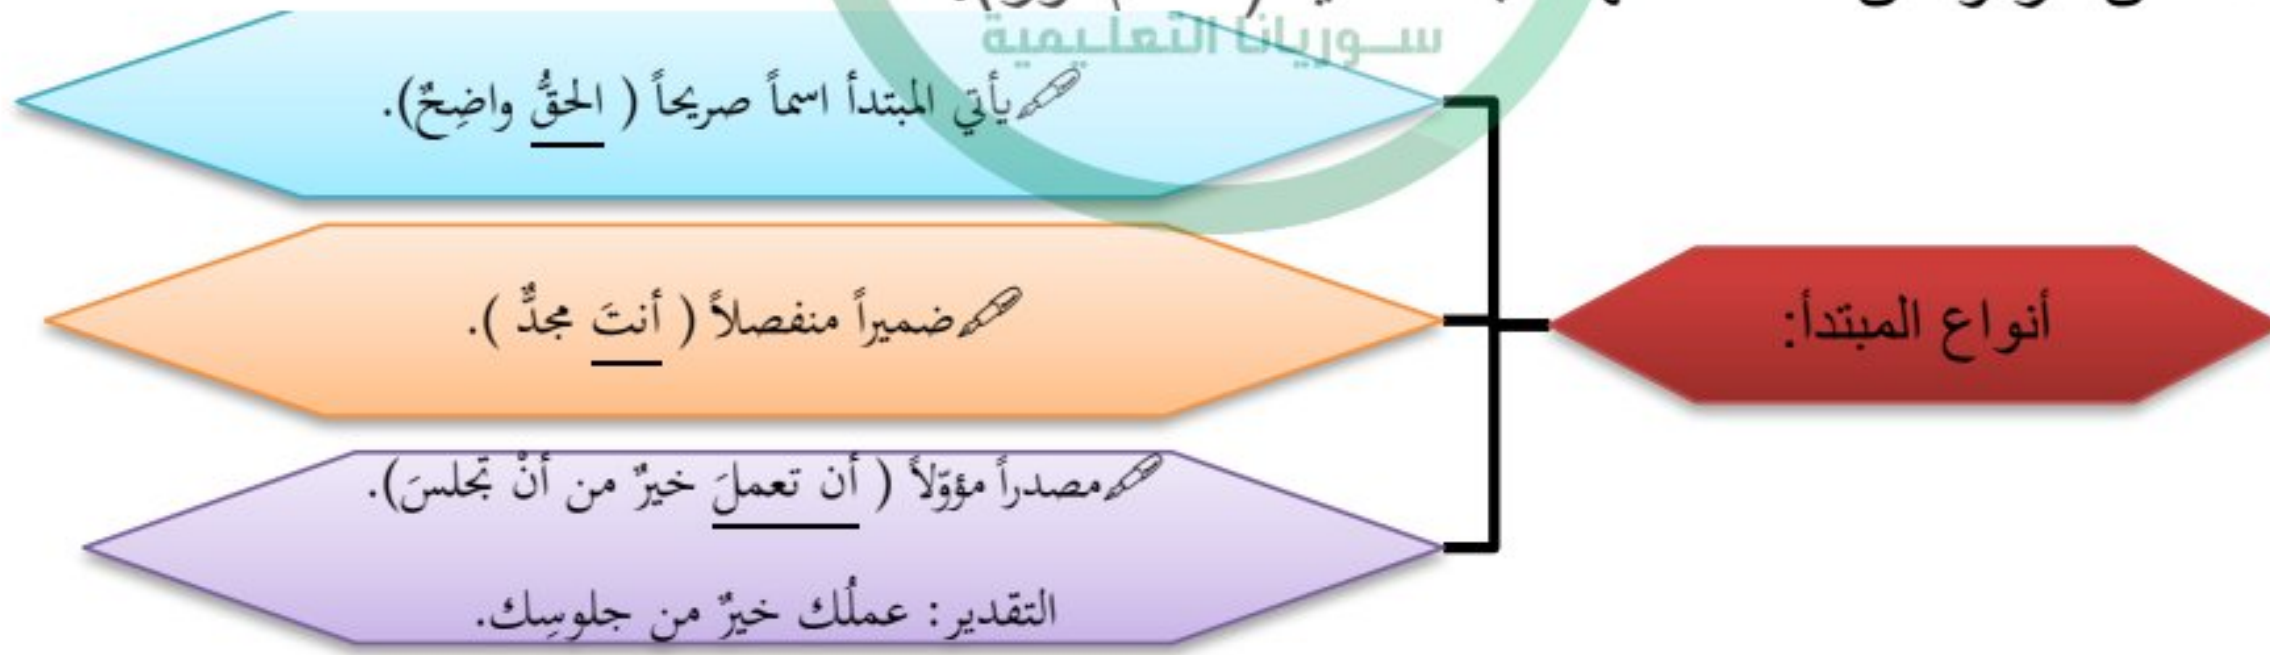 سوريانا التعليمية
أنواع المبتدأ:
يأتي المبتدأ اسماً صريحاً ( الحقُّ واضِحٌ).
ضميراً منفصلاً ( أنتَ مجدٌّ ).
مصدراً مؤوّلاً ( أن تعملَ خيرٌ من أنْ تجلسَ).
التقدير: عملُك خيرٌ من جلوسِك.